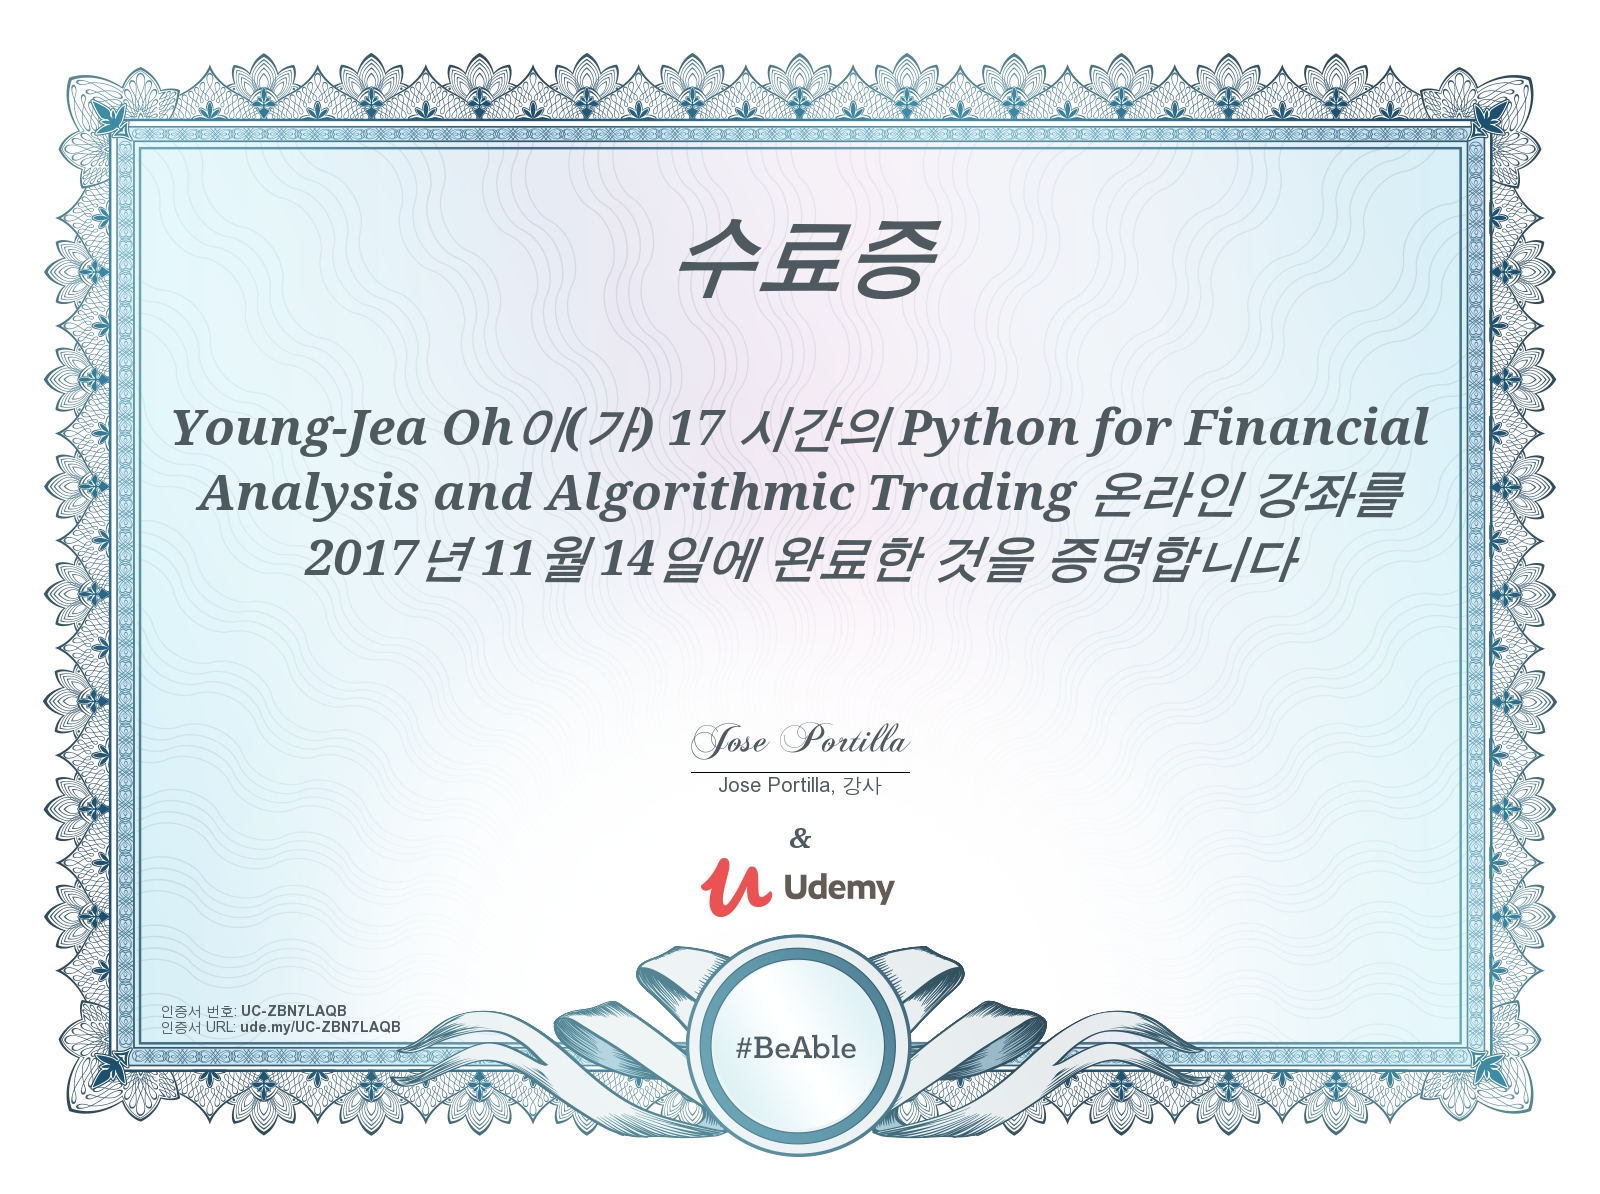 수료증
Young-Jea Oh이(가) 17 시간의 Python for Financial
Analysis and Algorithmic Trading 온라인 강좌를
2017년 11월 14일에 완료한 것을 증명합니다
Jose Portilla
Jose Portilla, 강사
&
Udemy
#BeAble
인증서 번호: UC-ZBN7LAQB
인증서 URL: ude.my/UC-ZBN7LAQB